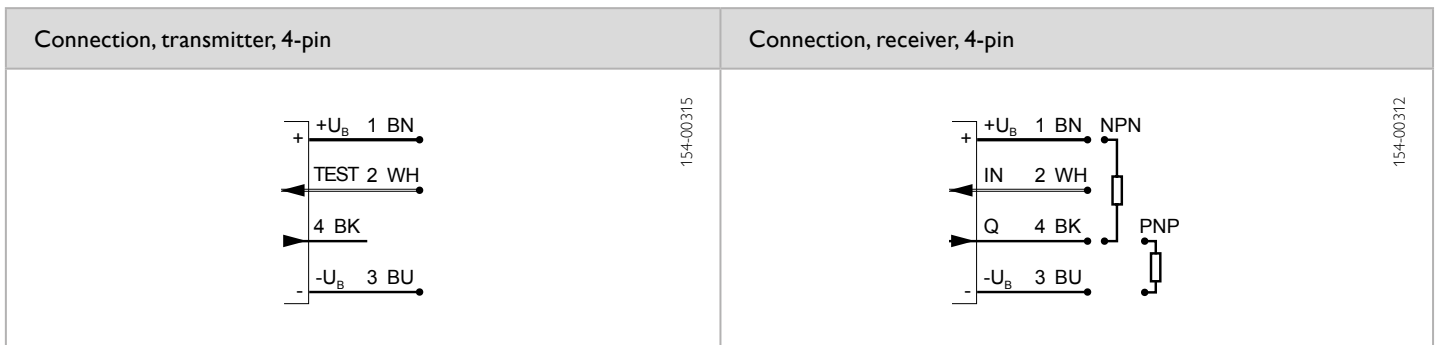 Connection, transmitter, 4-pin
+ +U_B 1 BN
TEST 2 WH
4 BK
- -U_B 3 BU
154-00315
Connection, receiver, 4-pin
+ +U_B 1 BN NPN
IN 2 WH
Q 4 BK PNP
- -U_B 3 BU
154-00312